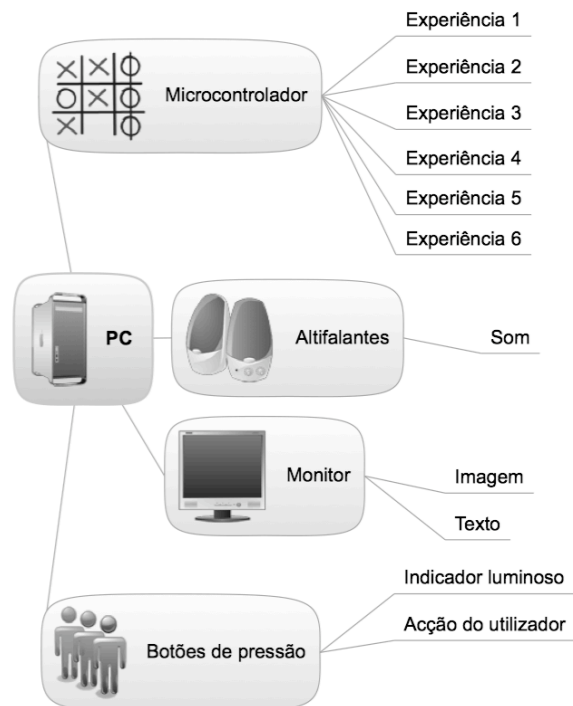 Experiência 1
Experiência 2
Microcontrolador
Experiência 3
Experiência 4
Experiência 5
Experiência 6
PC
Altifalantes
Som
Monitor
Imagem
Texto
Indicador luminoso
Acção do utilizador
Botões de pressão